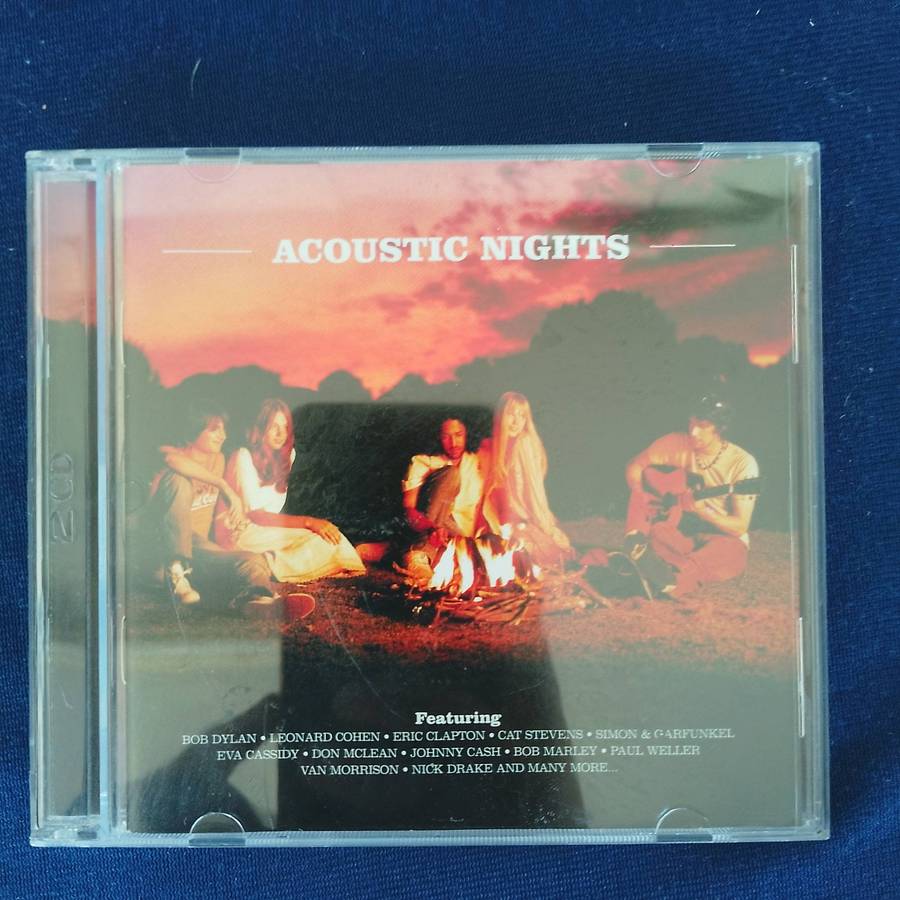 ACOUSTIC NIGHTS
2CD
Featuring
BOB DYLAN • LEONARD COHEN • ERIC CLAPTON • CAT STEVENS • SIMON & GARFUNKEL
EVA CASSIDY • DON MCLEAN • JOHNNY CASH • BOB MARLEY • PAUL WELLER
VAN MORRISON • NICK DRAKE AND MANY MORE...